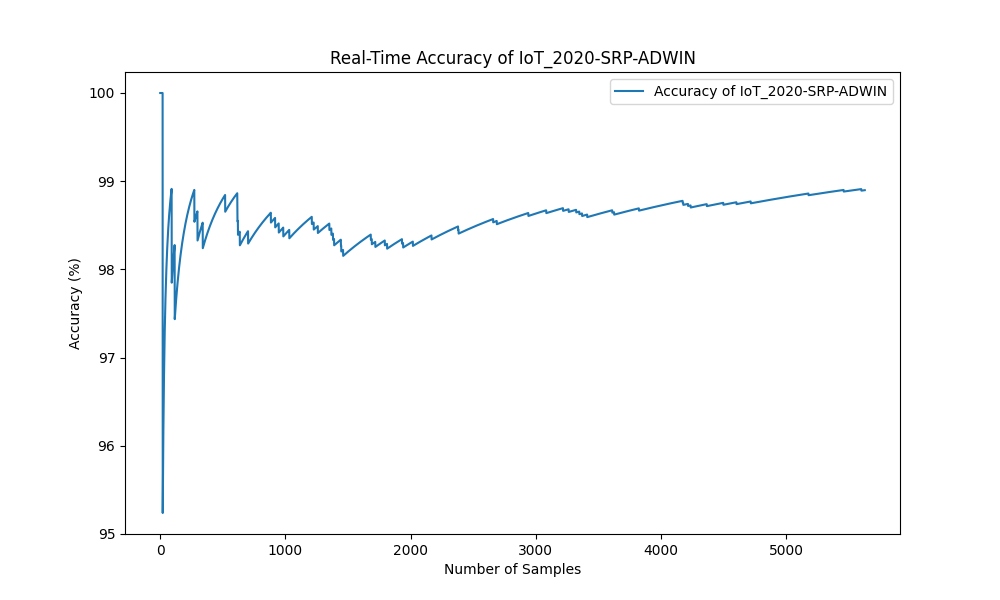 Real-Time Accuracy of IoT_2020-SRP-ADWIN
Accuracy of IoT_2020-SRP-ADWIN
100
99
98
97
96
95
Accuracy (%)
0 1000 2000 3000 4000 5000
Number of Samples